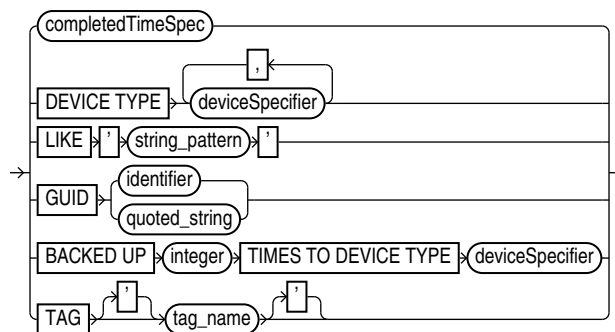 completedTimeSpec
,
DEVICE TYPE deviceSpecifier
LIKE ' string_pattern '
identifier
GUID
quoted_string
BACKED UP integer TIMES TO DEVICE TYPE deviceSpecifier
' '
TAG tag_name